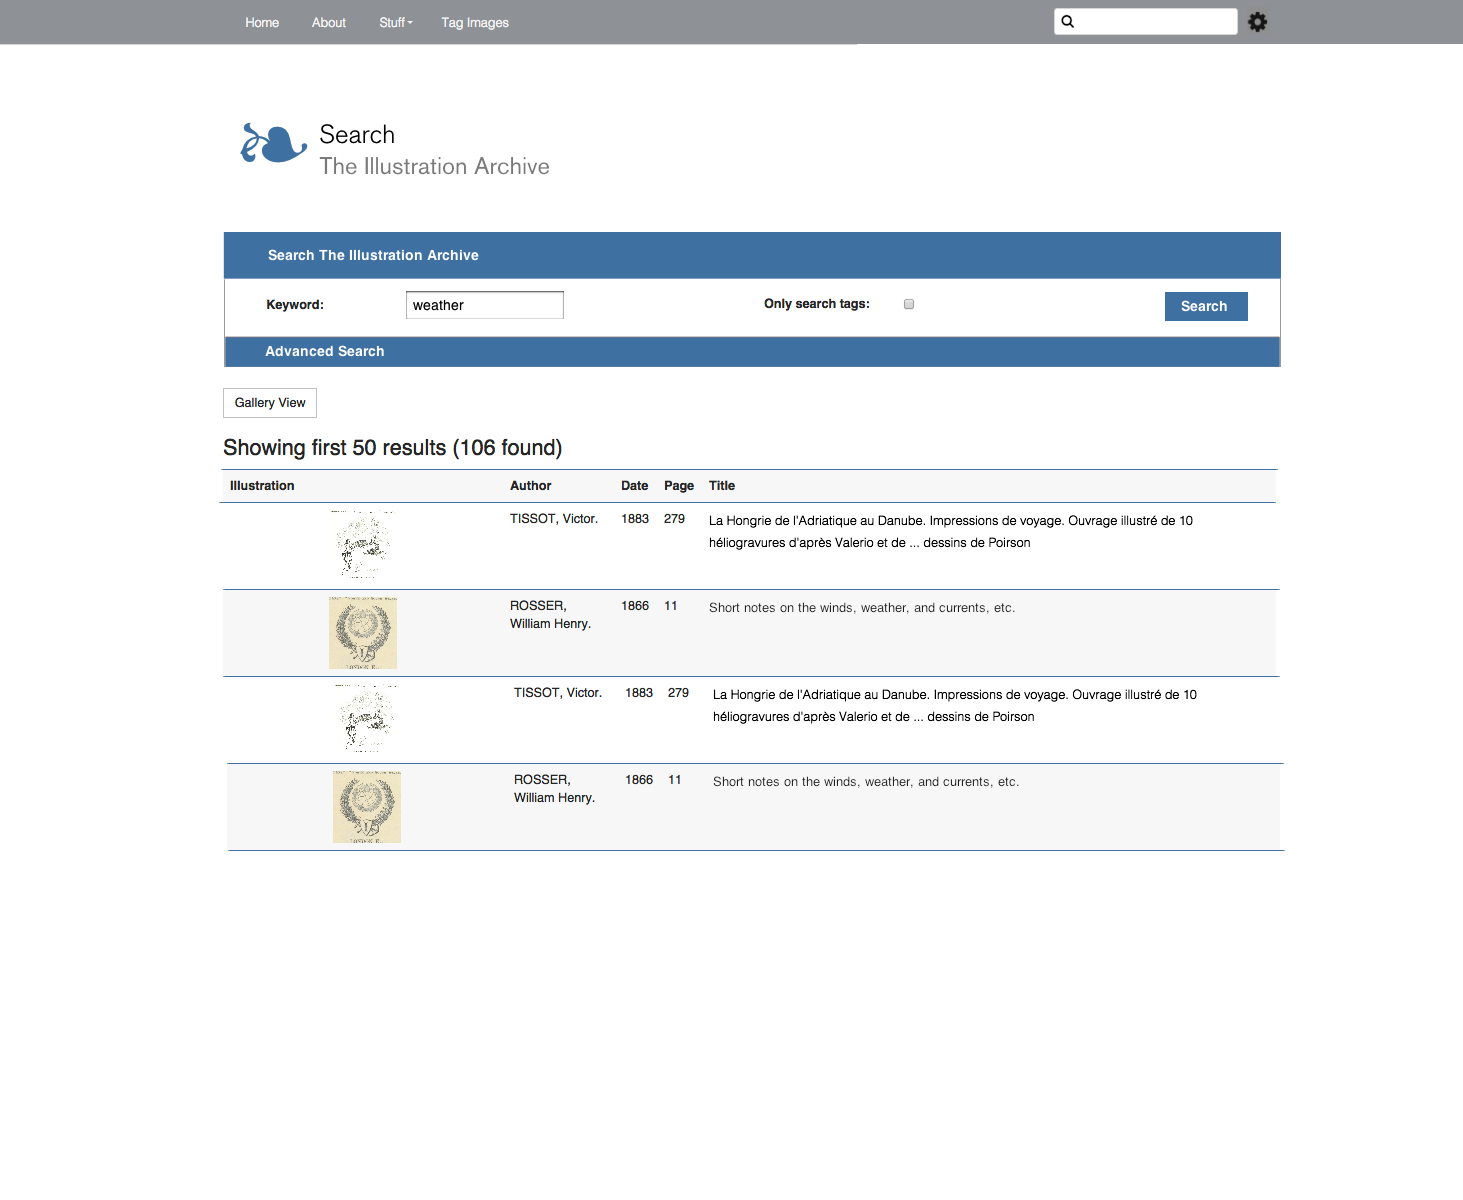 Home About Stuff Tag Images
Search
The Illustration Archive
Search The Illustration Archive
Keyword: weather Only search tags: Search
Advanced Search
Gallery View
Showing first 50 results (106 found)
Illustration Author Date Page Title
TISSOT, Victor. 1883 279 La Hongrie de l'Adriatique au Danube. Impressions de voyage. Ouvrage illustré de 10
héliogravures d'après Valerio et de ... dessins de Poirson
ROSSER, 1866 11 Short notes on the winds, weather, and currents, etc.
William Henry.
LONDON
TISSOT, Victor. 1883 279 La Hongrie de l'Adriatique au Danube. Impressions de voyage. Ouvrage illustré de 10
héliogravures d'après Valerio et de ... dessins de Poirson
ROSSER, 1866 11 Short notes on the winds, weather, and currents, etc.
William Henry.
LONDON